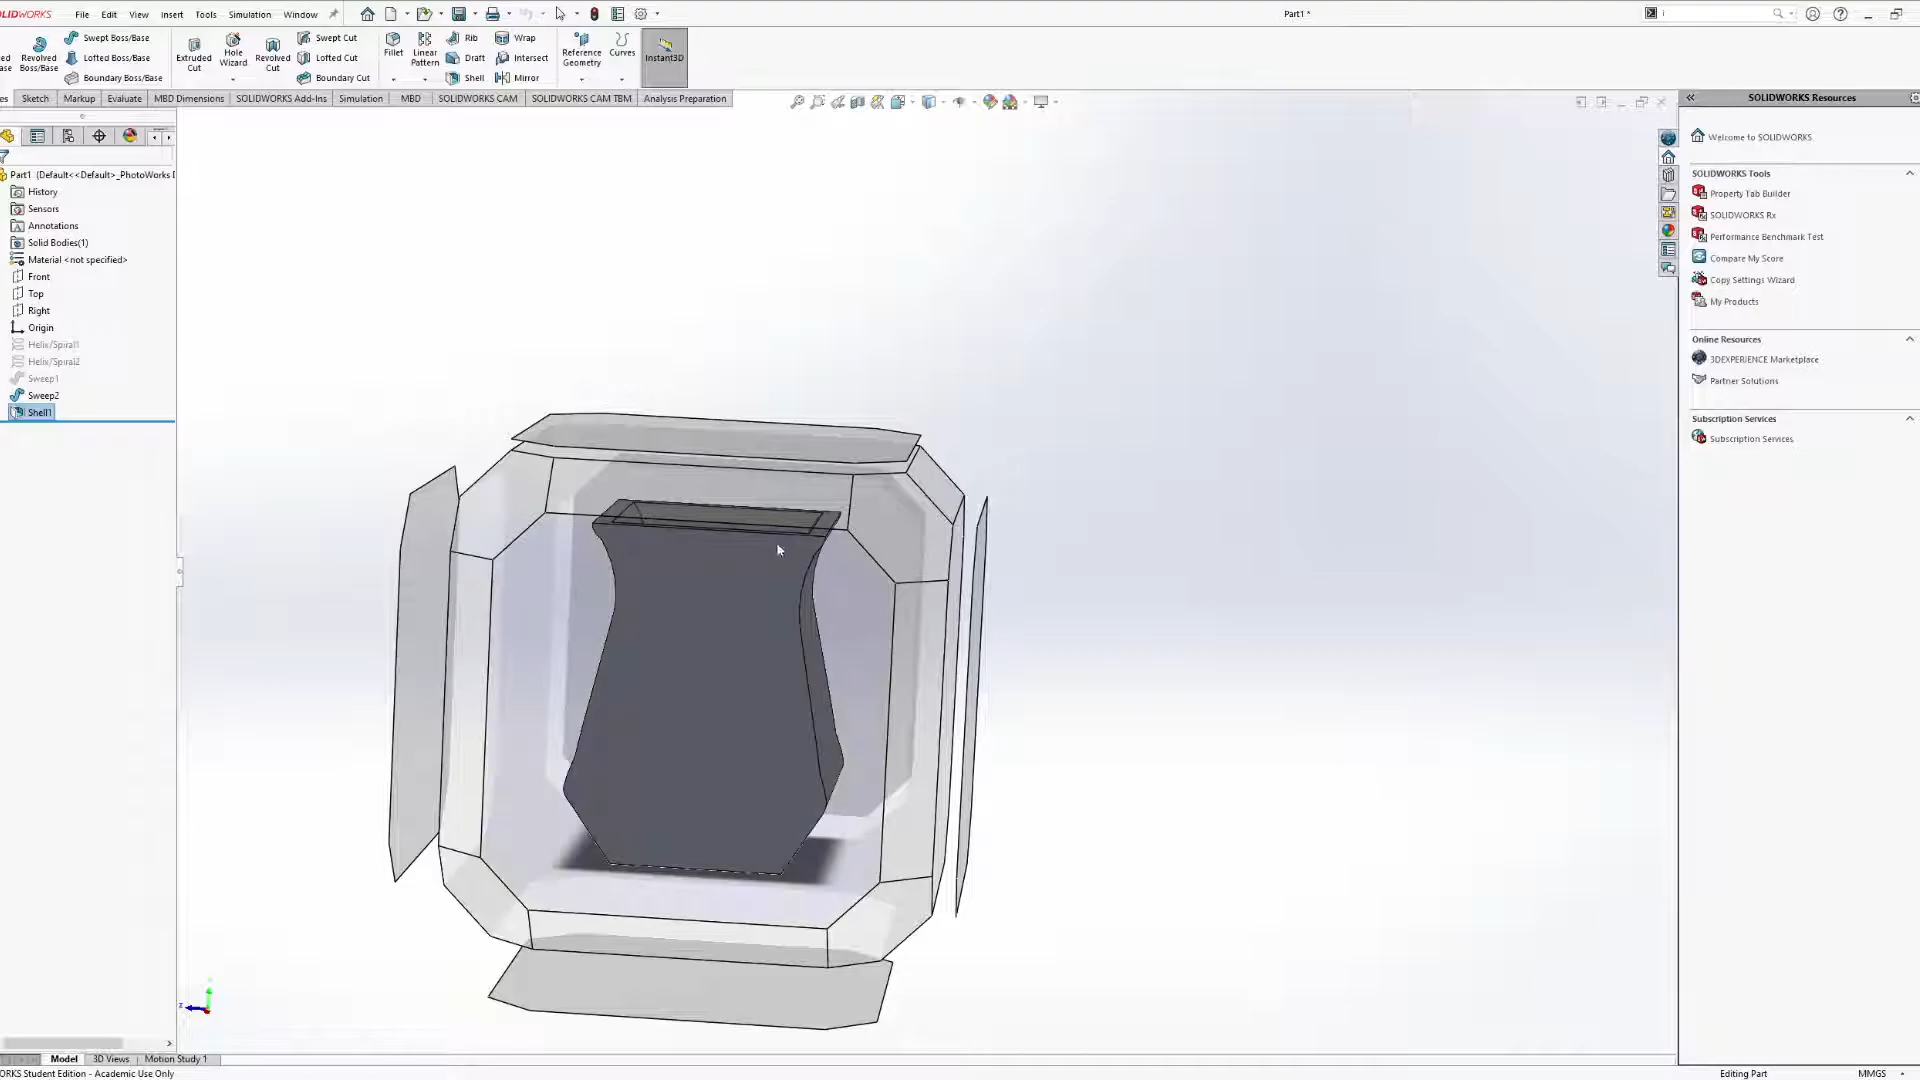 OLIDWORKS File Edit View Insert Tools Simulation Window Part1 *
Swept Boss/Base
Revolved Boss/Base
Lofted Boss/Base
Boundary Boss/Base
Extruded Cut
Hole Wizard
Revolved Cut
Swept Cut
Lofted Cut
Boundary Cut
Fillet
Linear Pattern
Rib
Draft
Shell
Wrap
Intersect
Mirror
Reference Geometry
Curves
Instant3D
es Sketch Markup Evaluate MBD Dimensions SOLIDWORKS Add-Ins Simulation MBD SOLIDWORKS CAM SOLIDWORKS CAM TBM Analysis Preparation
Part1 (Default<<Default>_PhotoWorks
History
Sensors
Annotations
Solid Bodies(1)
Material <not specified>
Front
Top
Right
Origin
Helix/Spiral1
Helix/Spiral2
Sweep1
Sweep2
Shell1
z
SOLIDWORKS Resources
Welcome to SOLIDWORKS
SOLIDWORKS Tools
Property Tab Builder
SOLIDWORKS Rx
Performance Benchmark Test
Compare My Score
Copy Settings Wizard
My Products
Online Resources
3DEXPERIENCE Marketplace
Partner Solutions
Subscription Services
Subscription Services
Model 3D Views Motion Study 1
ORKS Student Edition - Academic Use Only Editing Part MMGS